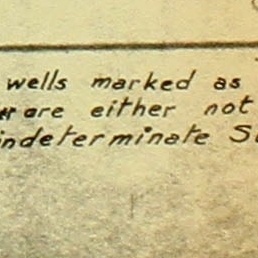 wells marked as
are either not
indeterminate